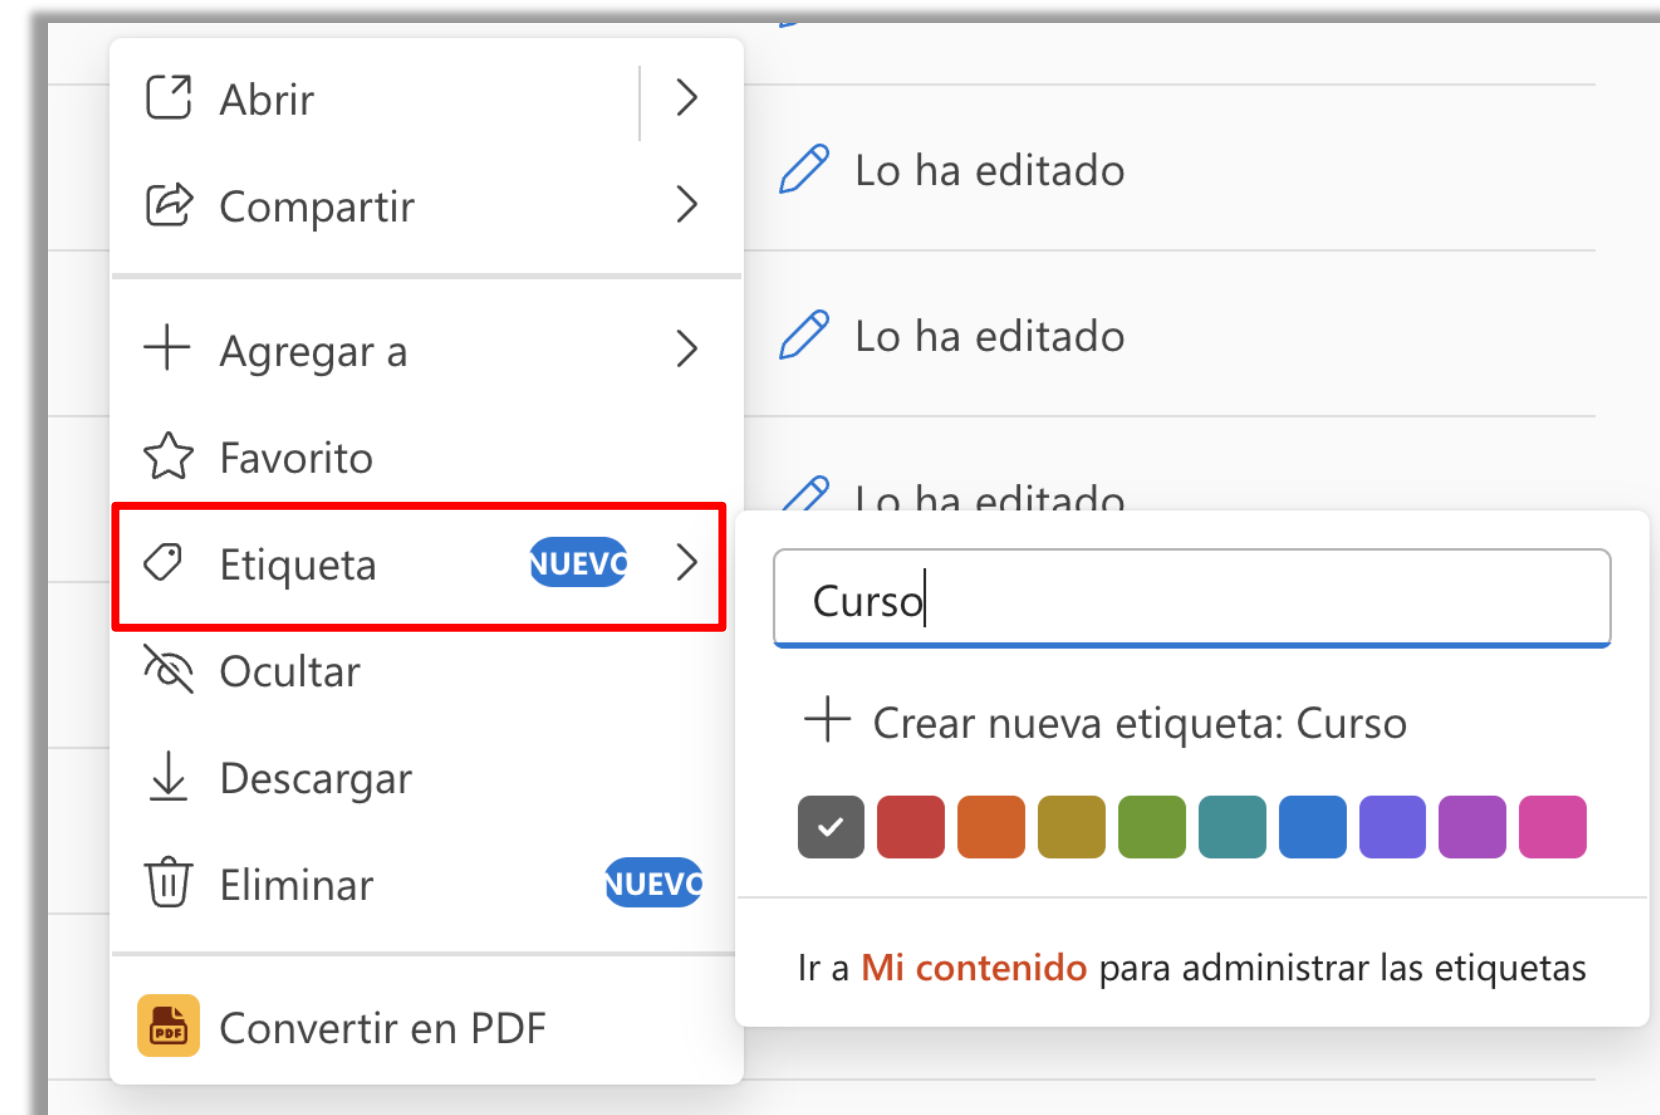 Abrir
Compartir
Agregar a
Favorito
Etiqueta NUEVO
Ocultar
Descargar
Eliminar NUEVO
PDF Convertir en PDF
Lo ha editado
Lo ha editado
Lo ha editado
Curso
Crear nueva etiqueta: Curso
Ir a Mi contenido para administrar las etiquetas